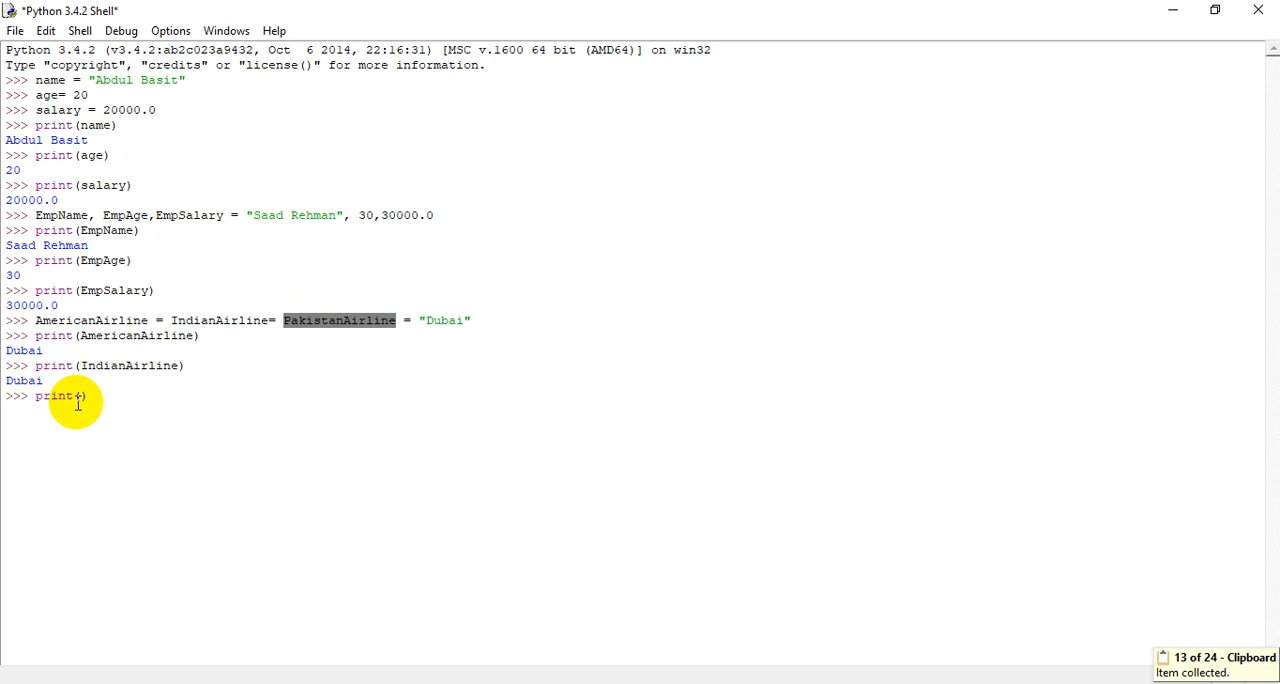 *Python 3.4.2 Shell*
File Edit Shell Debug Options Windows Help
Python 3.4.2 (v3.4.2:ab2c023a9432, Oct  6 2014, 22:16:31) [MSC v.1600 64 bit (AMD64)] on win32
Type "copyright", "credits" or "license()" for more information.
>>> name = "Abdul Basit"
>>> age= 20
>>> salary = 20000.0
>>> print(name)
Abdul Basit
>>> print(age)
20
>>> print(salary)
20000.0
>>> EmpName, EmpAge,EmpSalary = "Saad Rehman", 30,30000.0
>>> print(EmpName)
Saad Rehman
>>> print(EmpAge)
30
>>> print(EmpSalary)
30000.0
>>> AmericanAirline = IndianAirline= PakistanAirline = "Dubai"
>>> print(AmericanAirline)
Dubai
>>> print(IndianAirline)
Dubai
>>> print()
13 of 24 - Clipboard
Item collected.